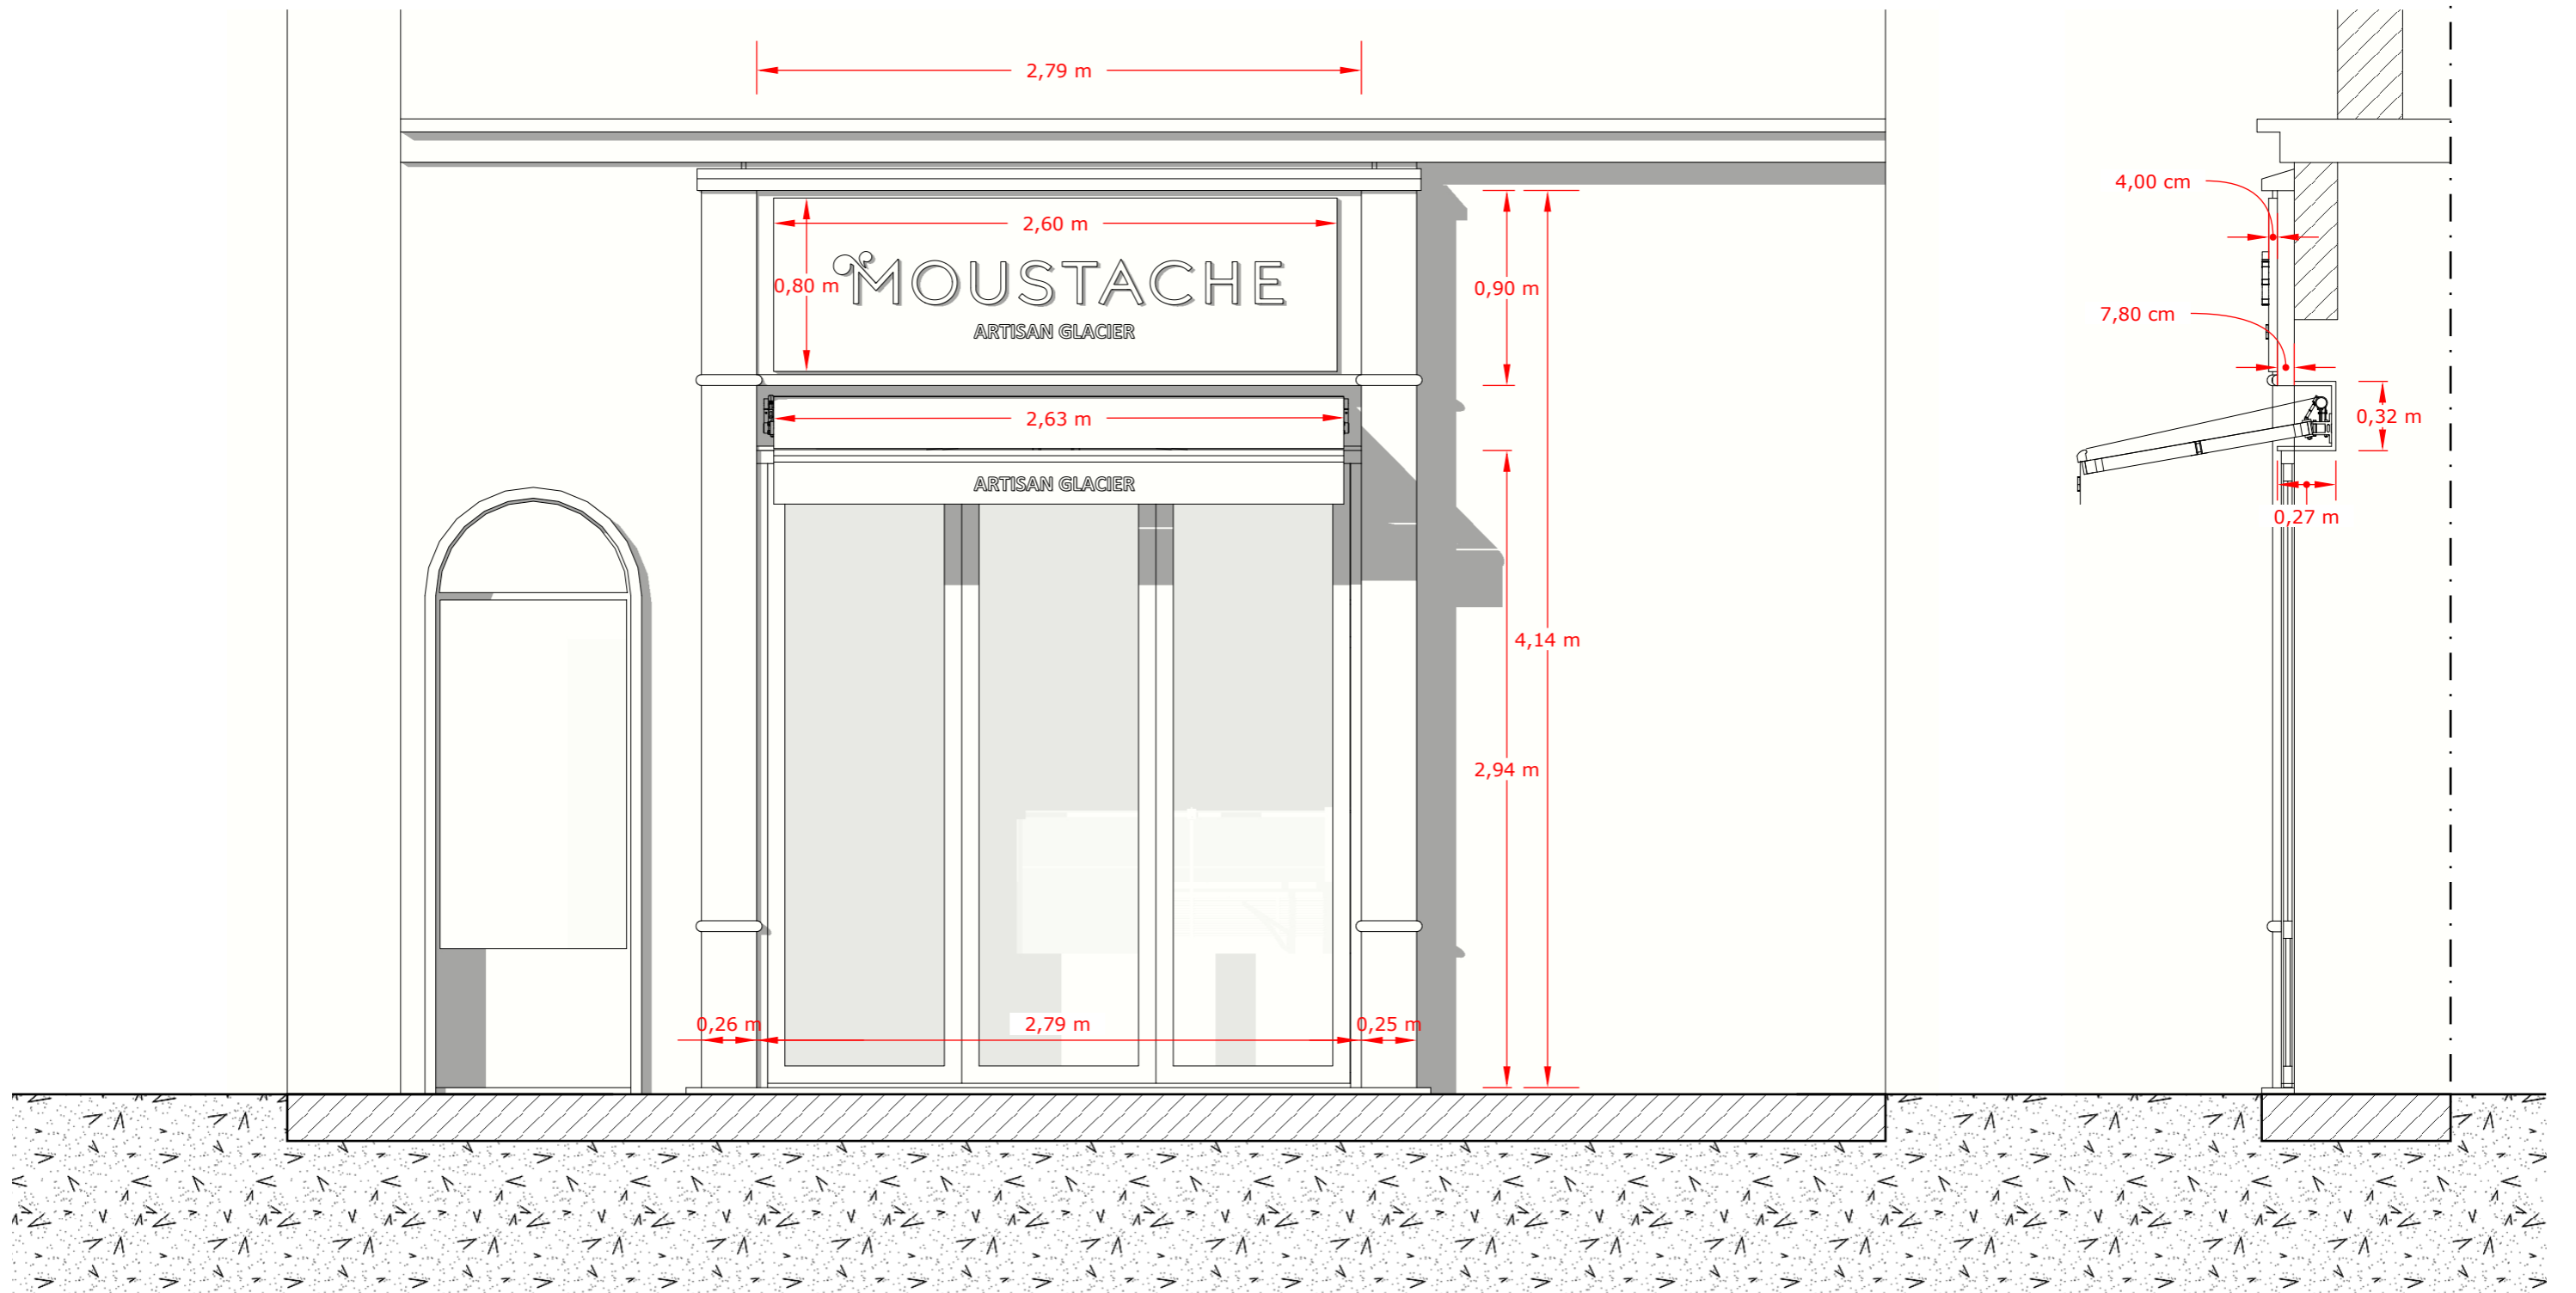 2,79 m
4,00 cm
2,60 m
0,80 m
MOUSTACHE
0,90 m
ARTISAN GLACIER
7,80 cm
2,63 m
0,32 m
ARTISAN GLACIER
0,27 m
4,14 m
2,94 m
0,26 m
2,79 m
0,25 m